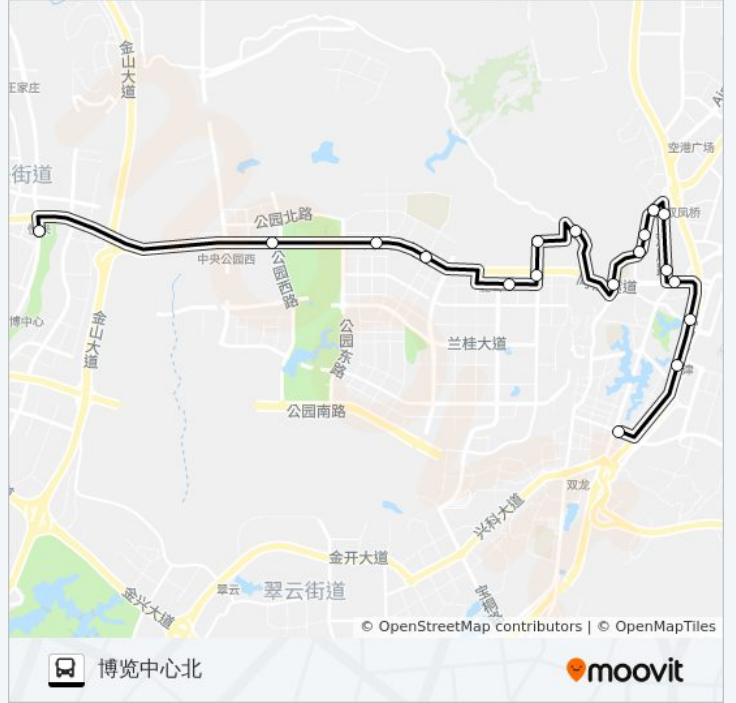 金山大道
王家庄
Air
空港广场
街道
公园北路
双凤桥
悦来
中央公园西
公园西路
道
博中心
金山大道
公园东路
兰桂大道
津
公园南路
双龙
兴科大道
金开大道
翠云
翠云街道
金兴大道
© OpenStreetMap contributors | © OpenMapTiles
博览中心北
moovit